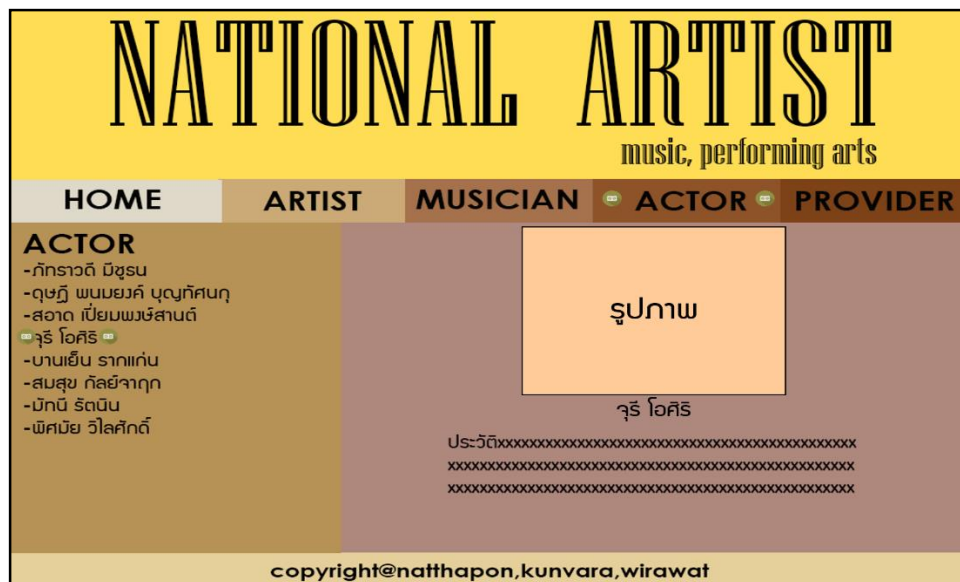 NATIONAL ARTIST
music, performing arts
HOME ARTIST MUSICIAN ACTOR PROVIDER
ACTOR
-ภัทราวดี มีชูธน
-ดุษฎี พนมยงค์ บุญทัศนกุ
-สอาด เปี่ยมพงษ์สานต์
จุรี โอศิริ
-บานเย็น รากแก่น
-สมสุข กัลย์จาฤก
-มัทนี รัตนิน
-พิศมัย วิไลศักดิ์
รูปภาพ
จุรี โอศิริ
ประวัติxxxxxxxxxxxxxxxxxxxxxxxxxxxxxxxxxxxxxxxxxxxxx
xxxxxxxxxxxxxxxxxxxxxxxxxxxxxxxxxxxxxxxxxxxxxxxxxxx
xxxxxxxxxxxxxxxxxxxxxxxxxxxxxxxxxxxxxxxxxxxxxxxxxxx
copyright@natthapon,kunvara,wirawat